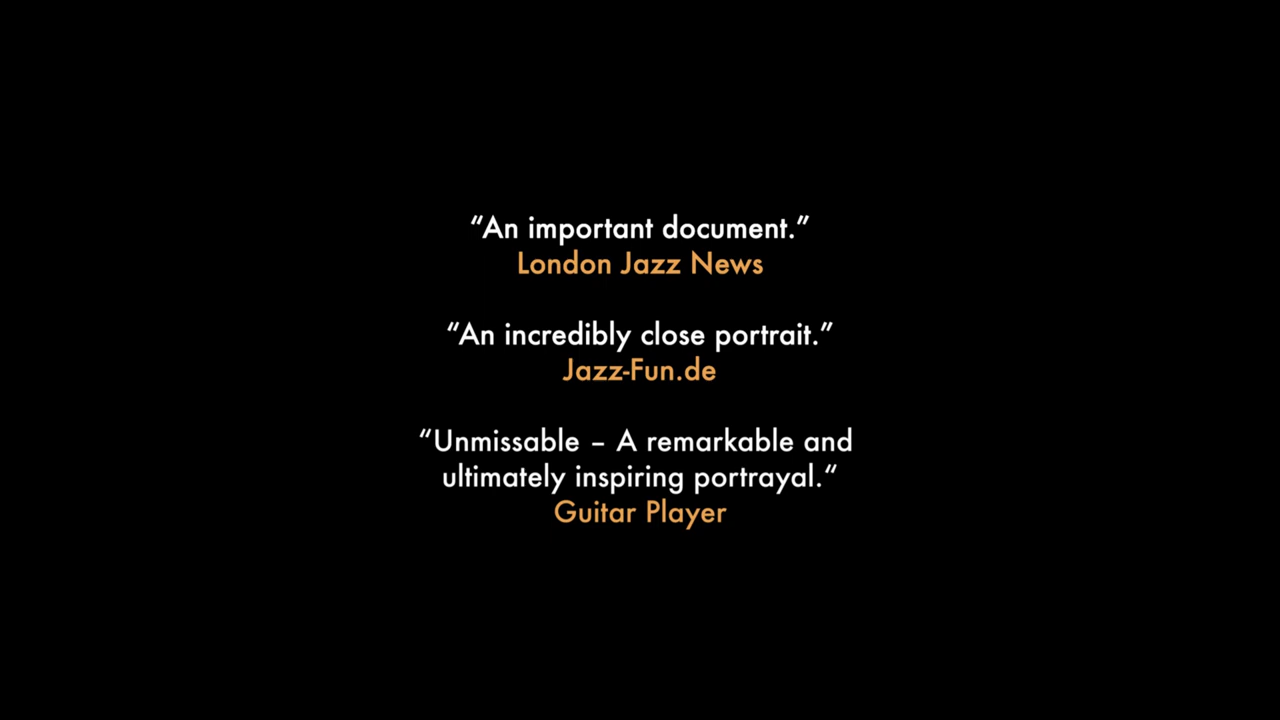 “An important document.”
London Jazz News
“An incredibly close portrait.”
Jazz-Fun.de
“Unmissable – A remarkable and
ultimately inspiring portrayal.“
Guitar Player